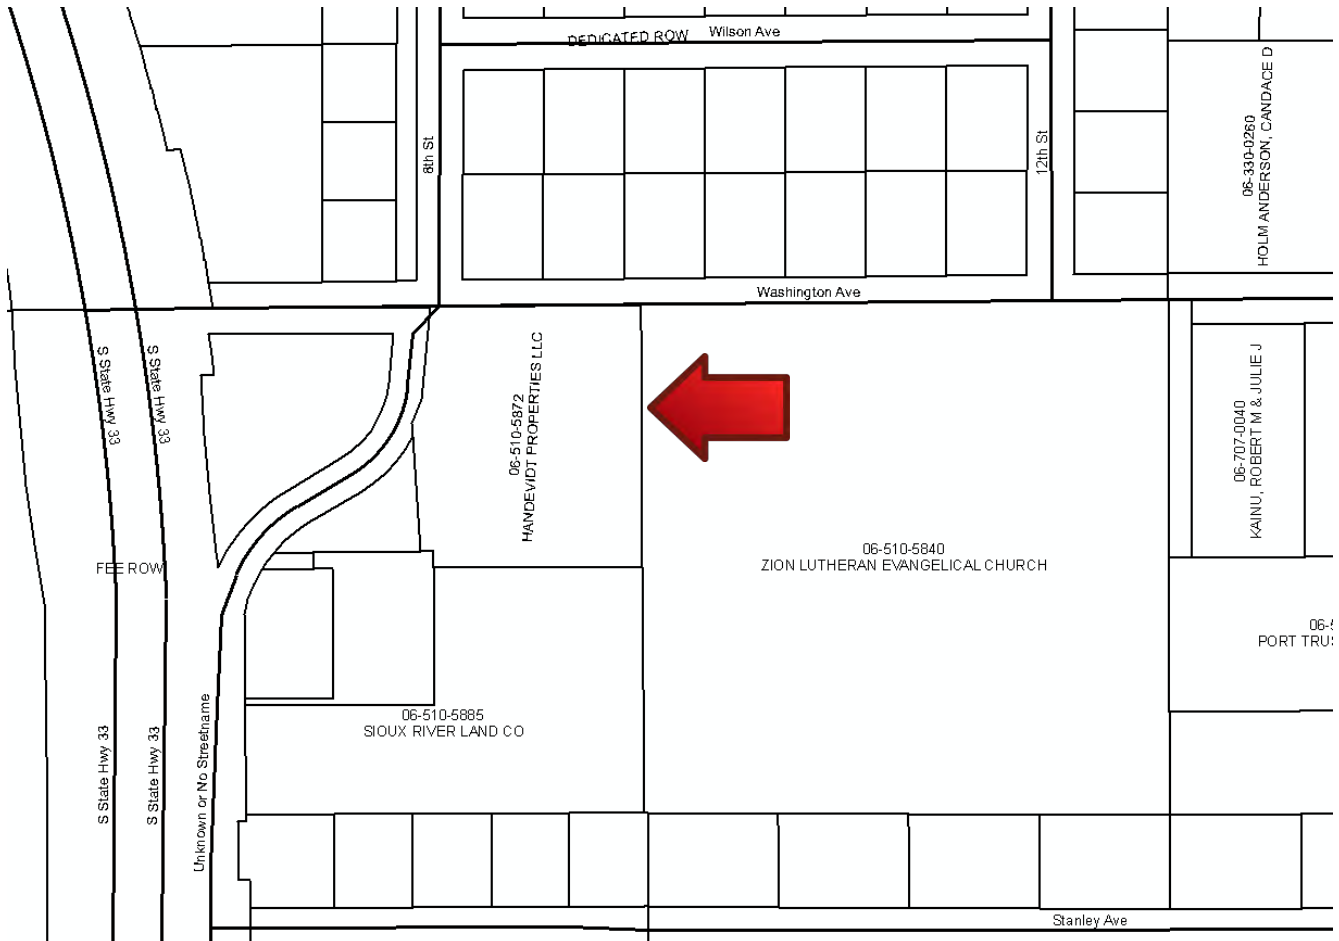 DEDICATED ROW
Wilson Ave
8th St
12th St
06-330-0260
HOLM ANDERSON, CANDACE D
Washington Ave
S State Hwy 33
S State Hwy 33
06-510-5872
HANDEVIDT PROPERTIES LLC
06-707-0040
KAINU, ROBERT M & JULIE J
06-510-5840
ZION LUTHERAN EVANGELICAL CHURCH
FEE ROW
06-5
PORT TRUS
06-510-5885
SIOUX RIVER LAND CO
S State Hwy 33
S State Hwy 33
Unknown or No Streetname
Stanley Ave